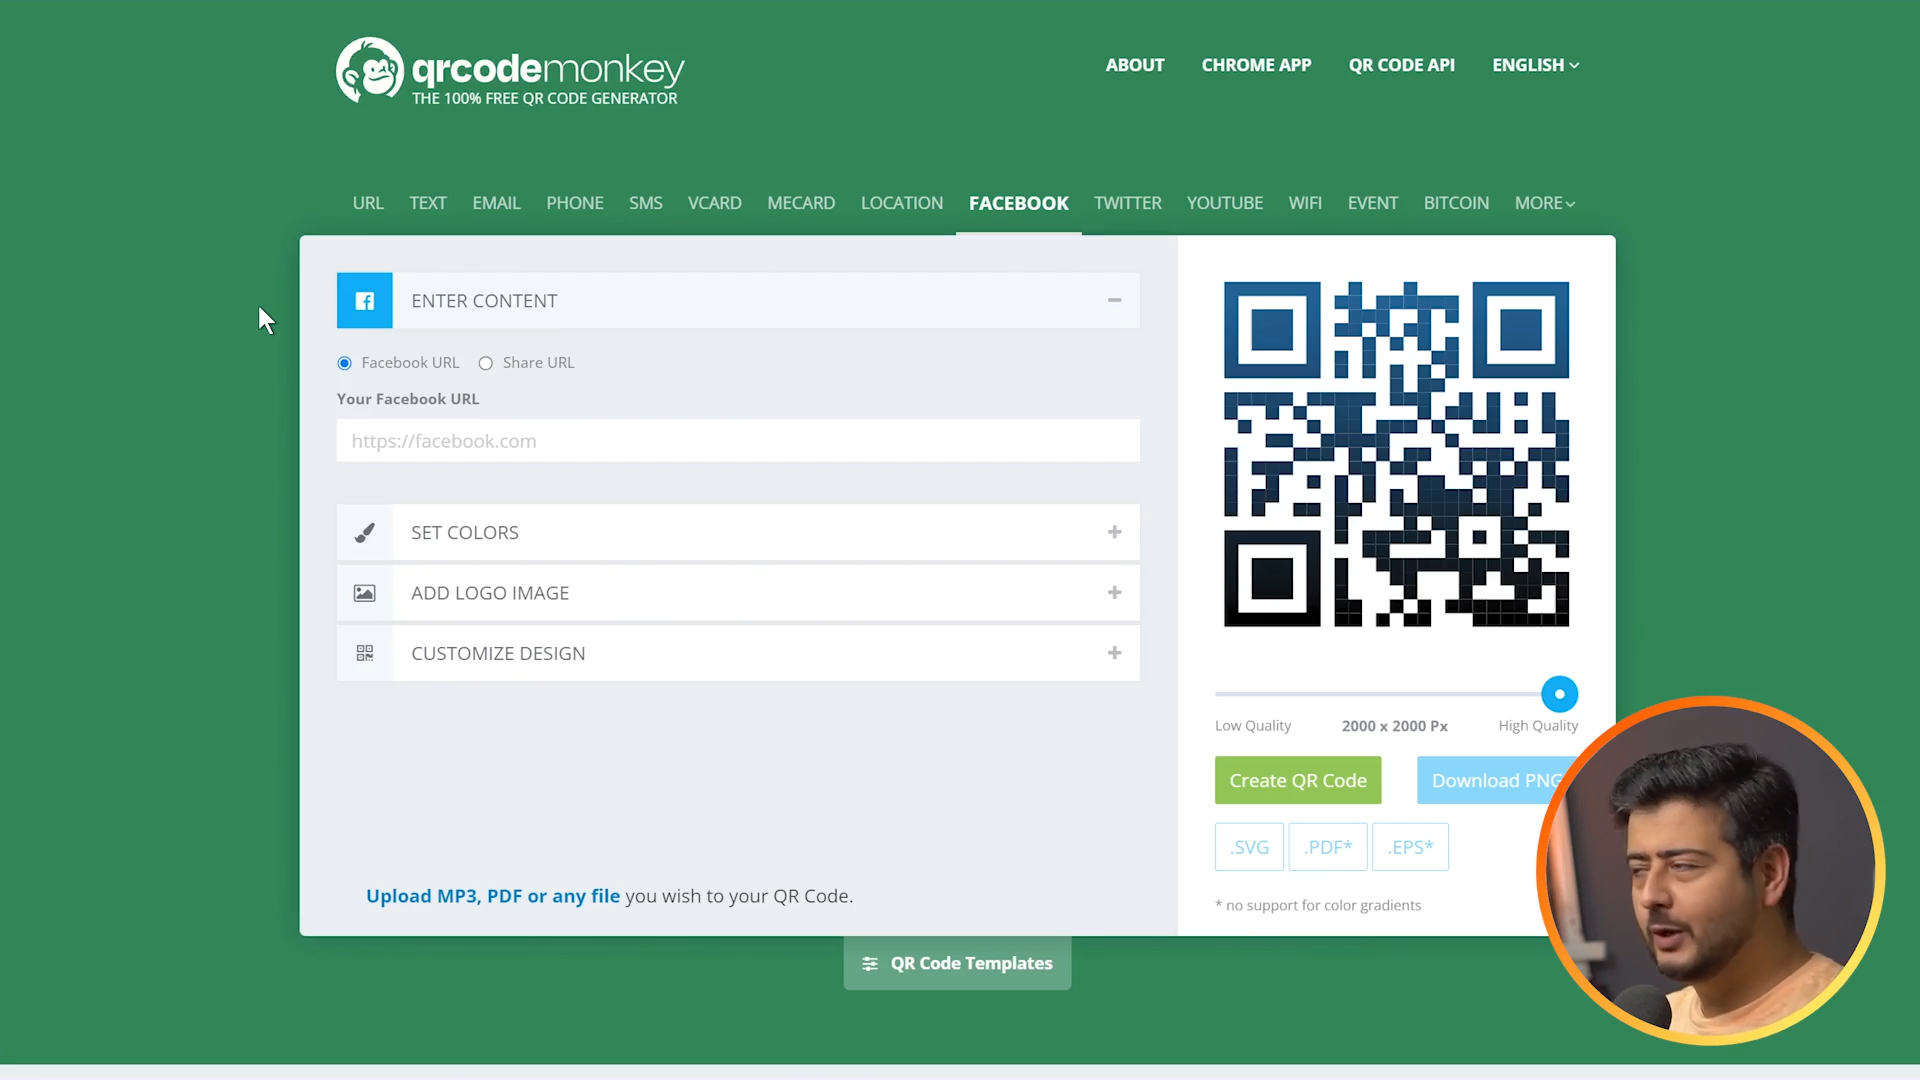 qrcodemonkey
THE 100% FREE QR CODE GENERATOR
ABOUT CHROME APP QR CODE API ENGLISH
URL TEXT EMAIL PHONE SMS VCARD MECARD LOCATION FACEBOOK TWITTER YOUTUBE WIFI EVENT BITCOIN MORE
ENTER CONTENT
Facebook URL Share URL
Your Facebook URL
https://facebook.com
SET COLORS
ADD LOGO IMAGE
CUSTOMIZE DESIGN
Upload MP3, PDF or any file you wish to your QR Code.
Low Quality 2000 x 2000 Px High Quality
Create QR Code Download PNG
.SVG .PDF* .EPS*
* no support for color gradients
QR Code Templates